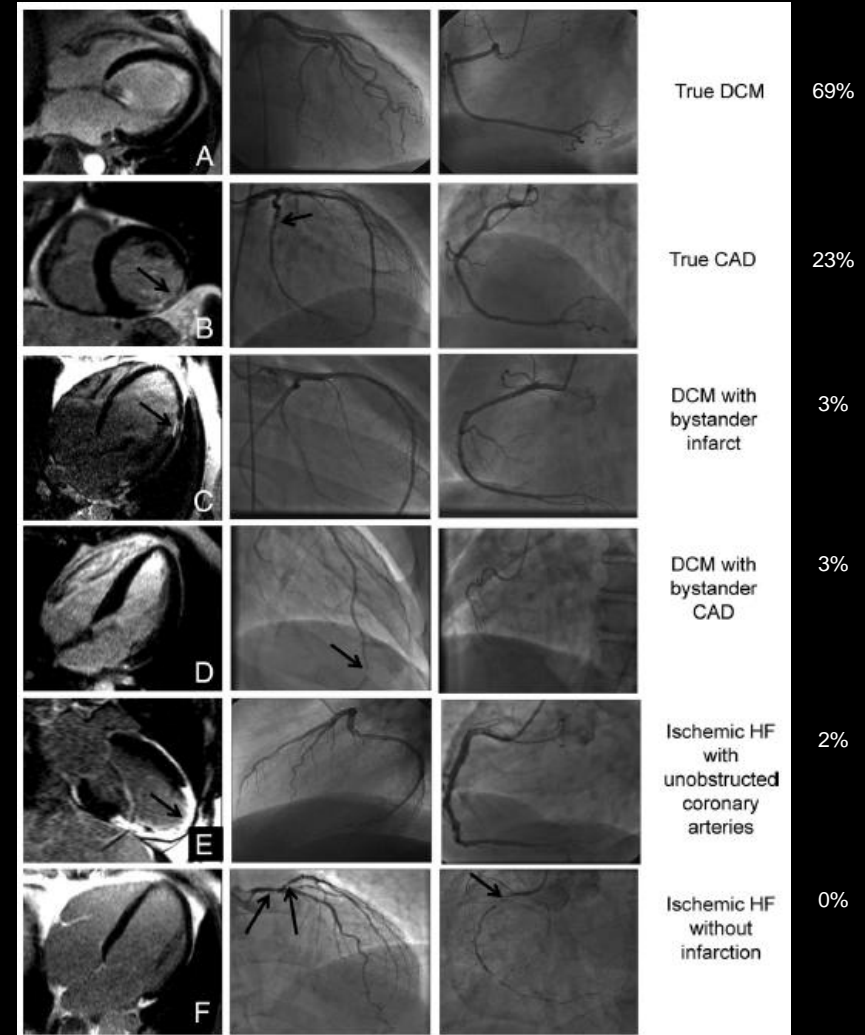 A
True DCM
69%
B
True CAD
23%
C
DCM with
bystander
infarct
3%
D
DCM with
bystander
CAD
3%
E
Ischemic HF
with
unobstructed
coronary
arteries
2%
F
Ischemic HF
without
infarction
0%